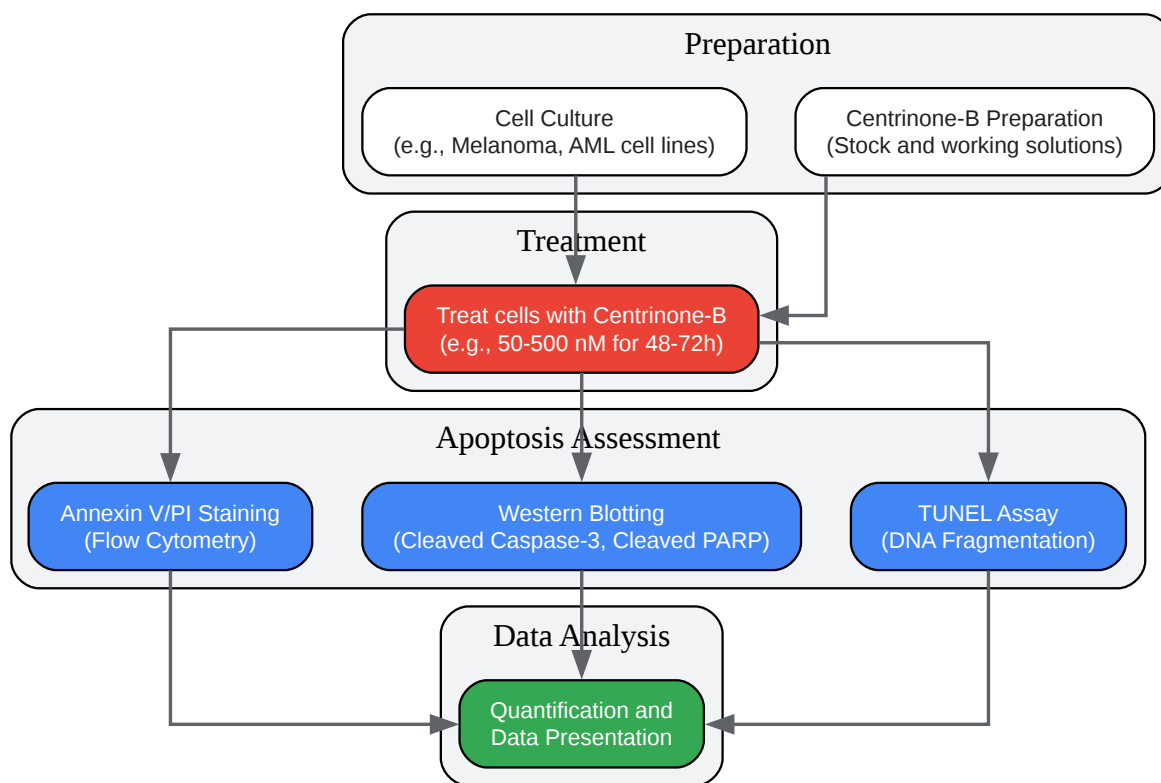 Preparation
Cell Culture
(e.g., Melanoma, AML cell lines)
Centrinone-B Preparation
(Stock and working solutions)
Treatment
Treat cells with Centrinone-B
(e.g., 50-500 nM for 48-72h)
Apoptosis Assessment
Annexin V/PI Staining
(Flow Cytometry)
Western Blotting
(Cleaved Caspase-3, Cleaved PARP)
TUNEL Assay
(DNA Fragmentation)
Data Analysis
Quantification and
Data Presentation